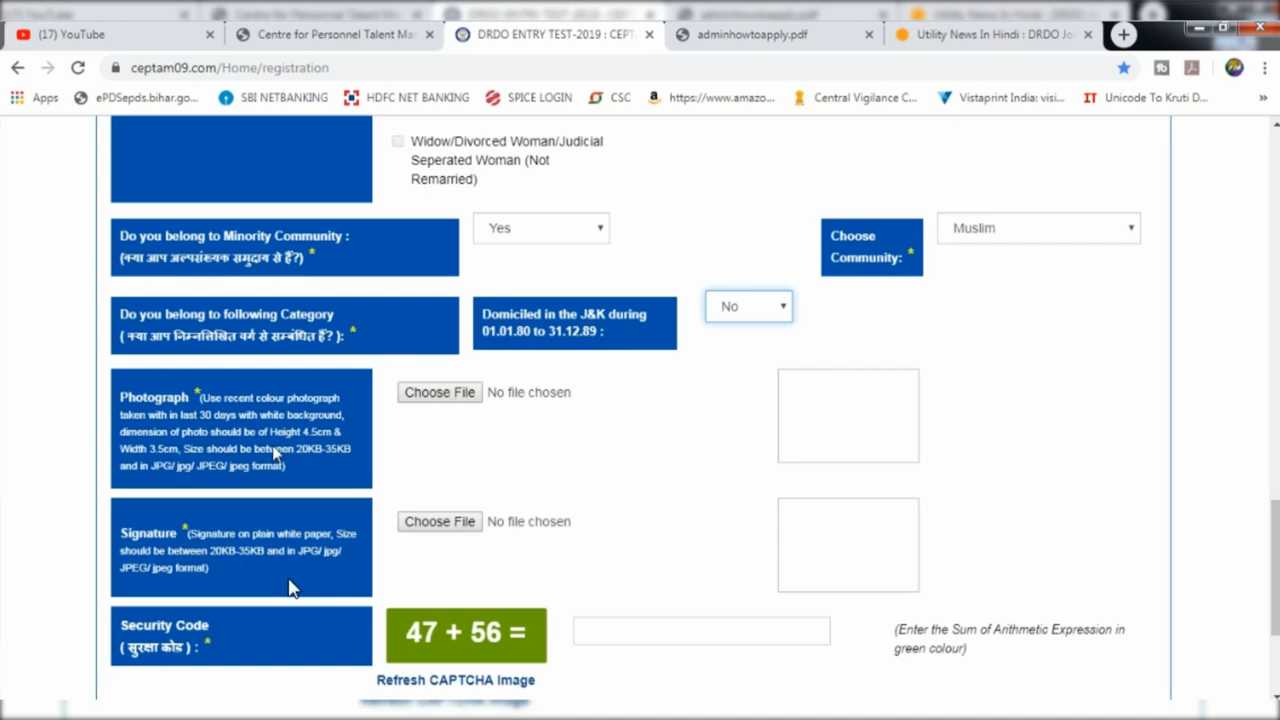 (17) YouTube
Centre for Personnel Talent Ma
DRDO ENTRY TEST-2019 : CEPT
adminhowtoapply.pdf
Utility News In Hindi : DRDO Jo
ceptam09.com/Home/registration
Apps
ePDSepds.bihar.go...
SBI NETBANKING
HDFC NET BANKING
SPICE LOGIN
CSC
https://www.amazo...
Central Vigilance C...
Vistaprint India: visi...
Unicode To Kruti D...
Widow/Divorced Woman/Judicial
Seperated Woman (Not
Remarried)
Do you belong to Minority Community :
(क्या आप अल्पसंख्यक समुदाय से हैं?) *
Yes
Choose
Community: *
Muslim
Do you belong to following Category
( क्या आप निम्नलिखित वर्ग से सम्बंधित हैं? ): *
Domiciled in the J&K during
01.01.80 to 31.12.89 :
No
Photograph *(Use recent colour photograph
taken with in last 30 days with white background,
dimension of photo should be of Height 4.5cm &
Width 3.5cm, Size should be between 20KB-35KB
and in JPG/ jpg/ JPEG/ jpeg format)
Choose File No file chosen
Signature *(Signature on plain white paper, Size
should be between 20KB-35KB and in JPG/ jpg/
JPEG/ jpeg format)
Choose File No file chosen
Security Code
( सुरक्षा कोड ) : *
47 + 56 =
(Enter the Sum of Arithmetic Expression in
green colour)
Refresh CAPTCHA Image